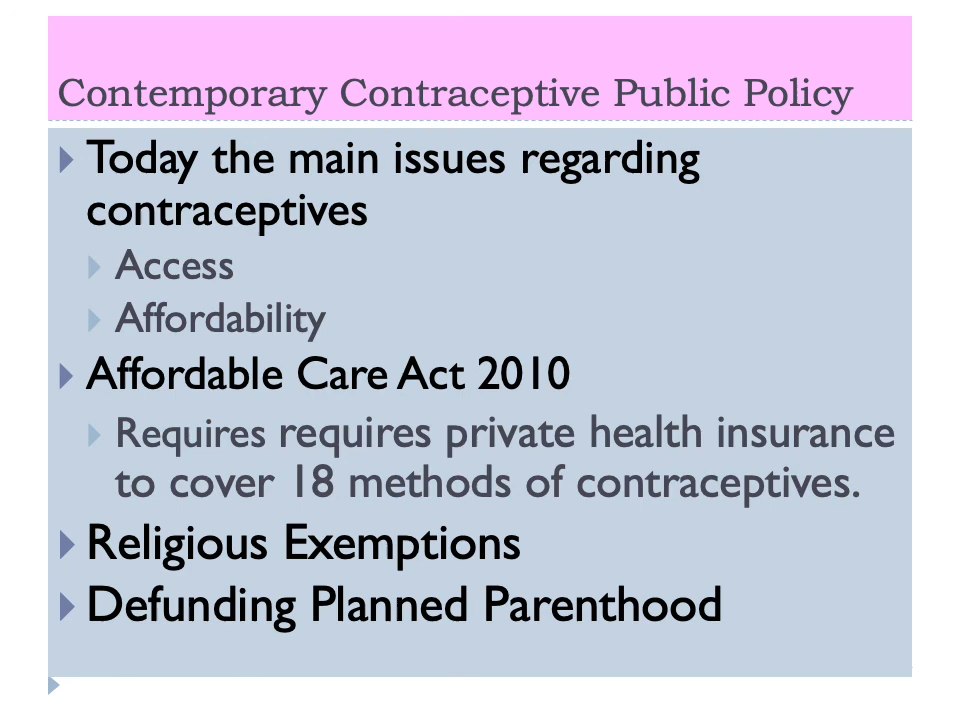 Contemporary Contraceptive Public Policy
Today the main issues regarding
contraceptives
Access
Affordability
Affordable Care Act 2010
Requires requires private health insurance
to cover 18 methods of contraceptives.
Religious Exemptions
Defunding Planned Parenthood